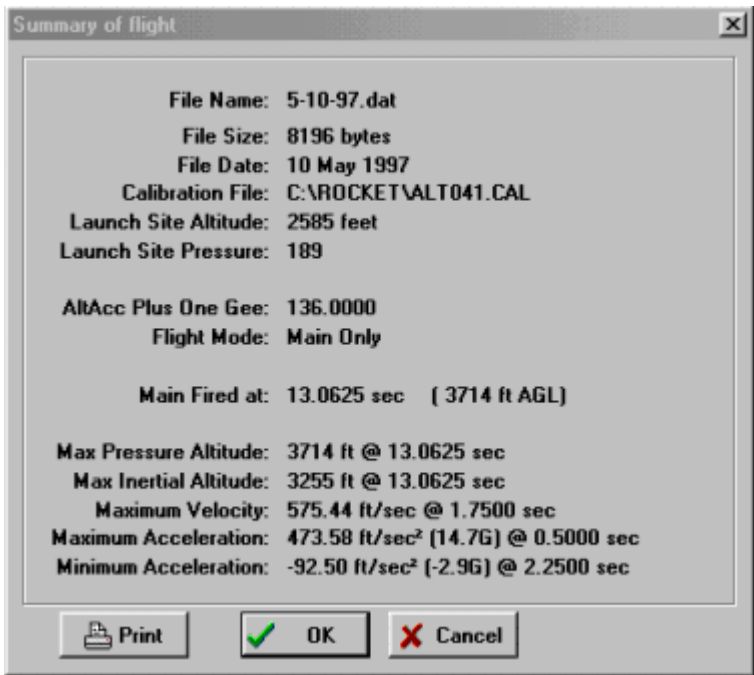 Summary of flight
File Name: 5-10-97.dat
File Size: 8196 bytes
File Date: 10 May 1997
Calibration File: C:\ROCKET\ALT041.CAL
Launch Site Altitude: 2585 feet
Launch Site Pressure: 189
AltAcc Plus One Gee: 136.0000
Flight Mode: Main Only
Main Fired at: 13.0625 sec ( 3714 ft AGL)
Max Pressure Altitude: 3714 ft @ 13.0625 sec
Max Inertial Altitude: 3255 ft @ 13.0625 sec
Maximum Velocity: 575.44 ft/sec @ 1.7500 sec
Maximum Acceleration: 473.58 ft/sec² (14.7G) @ 0.5000 sec
Minimum Acceleration: -92.50 ft/sec² (-2.9G) @ 2.2500 sec
Print OK Cancel